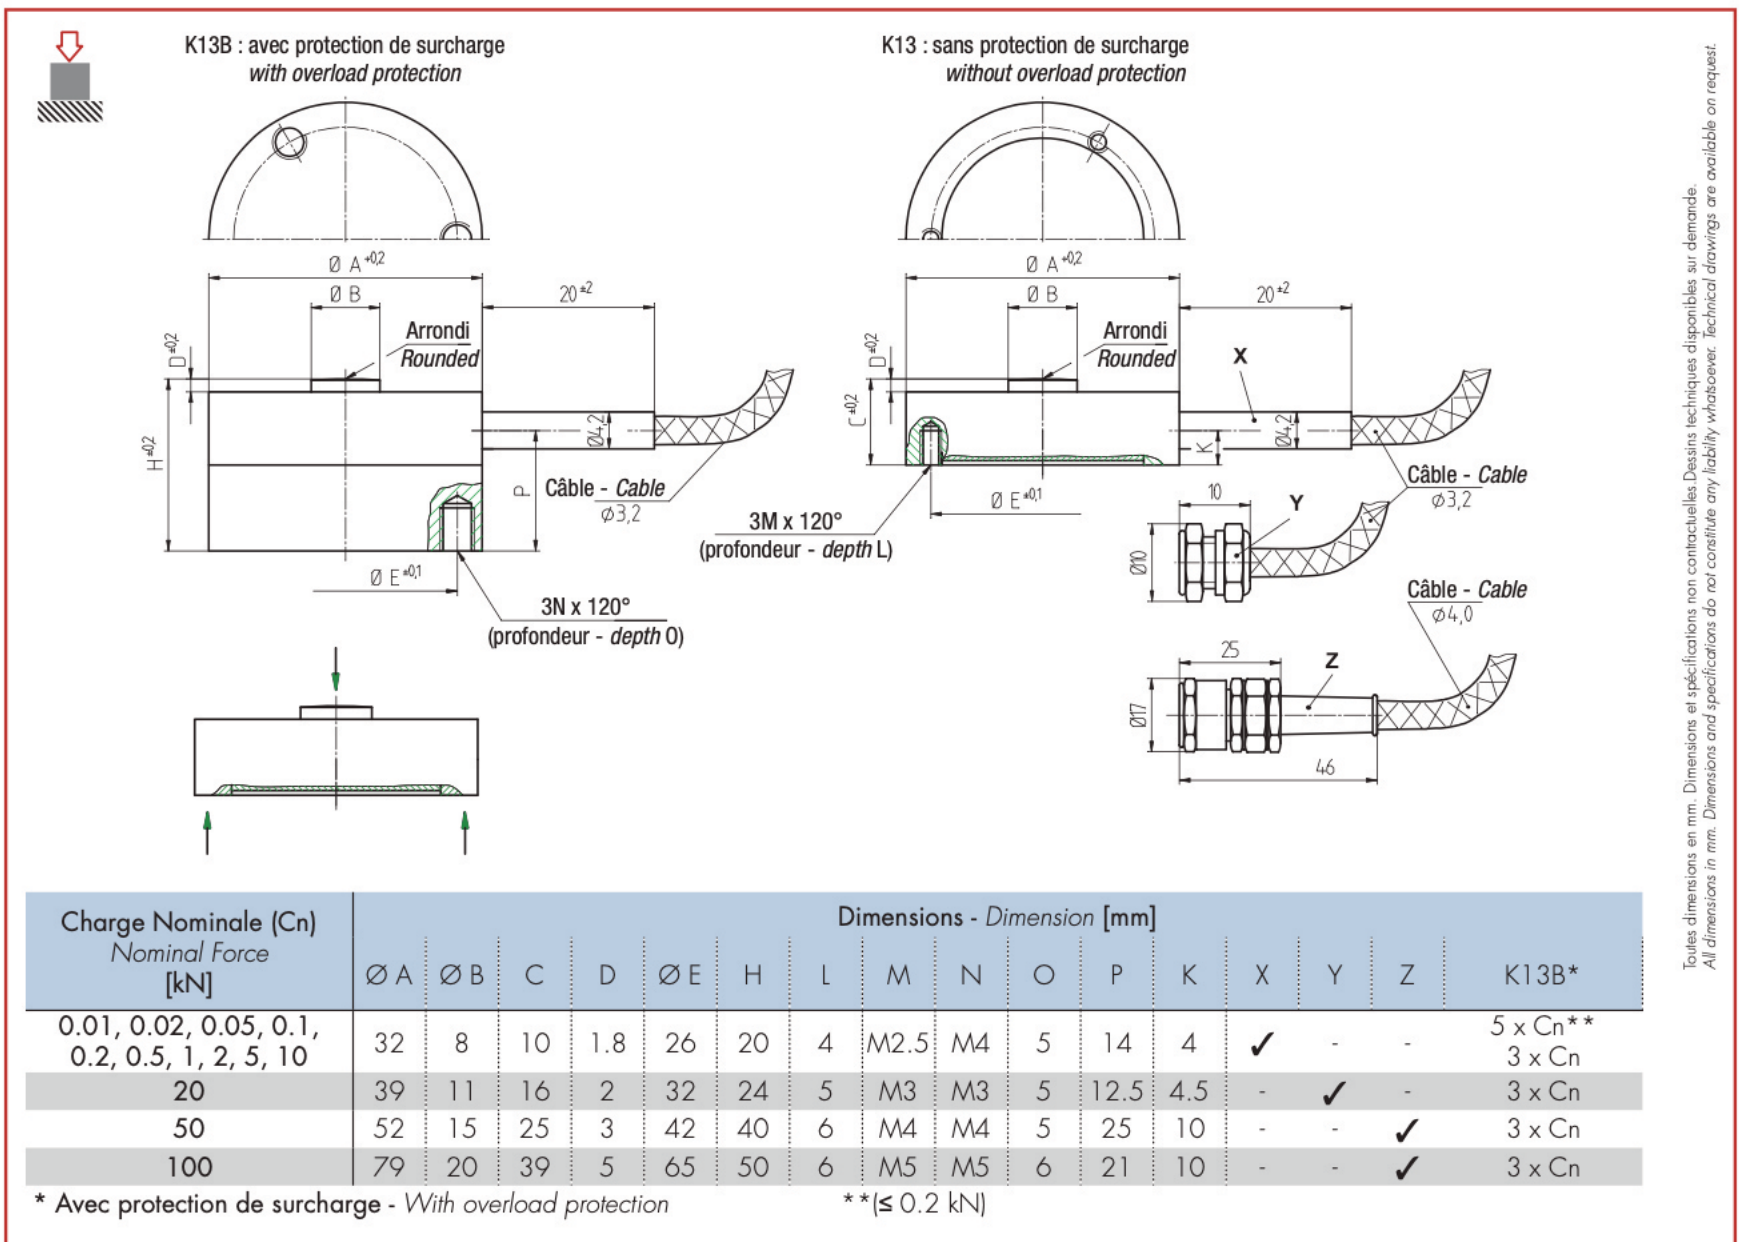 K13B : avec protection de surcharge
with overload protection
K13 : sans protection de surcharge
without overload protection
Ø A +0,2
Ø B
20 ±2
Arrondi
Rounded
D ±0,2
H ±0,2
Ø4,2
P
Câble - Cable
Ø3,2
Ø E ±0,1
3N x 120°
(profondeur - depth O)
Ø A +0,2
Ø B
20 ±2
Arrondi
Rounded
X
D ±0,2
C ±0,2
Ø4,2
K
Câble - Cable
Ø3,2
Ø E ±0,1
3M x 120°
(profondeur - depth L)
10
Y
Ø10
Câble - Cable
Ø4,0
25
Z
Ø17
46
Toutes dimensions en mm. Dimensions et spécifications non contractuelles.Dessins techniques disponibles sur demande.
All dimensions in mm. Dimensions and specifications do not constitute any liability whatsoever. Technical drawings are available on request.
Charge Nominale (Cn)
Nominal Force
[kN]
Dimensions - Dimension [mm]
Ø A Ø B C D Ø E H L M N O P K X Y Z K13B*
0.01, 0.02, 0.05, 0.1,
0.2, 0.5, 1, 2, 5, 10
32 8 10 1.8 26 20 4 M2.5 M4 5 14 4 ✓ - -
5 x Cn**
3 x Cn
20 39 11 16 2 32 24 5 M3 M3 5 12.5 4.5 - ✓ - 3 x Cn
50 52 15 25 3 42 40 6 M4 M4 5 25 10 - - ✓ 3 x Cn
100 79 20 39 5 65 50 6 M5 M5 6 21 10 - - ✓ 3 x Cn
* Avec protection de surcharge - With overload protection
**(≤ 0.2 kN)